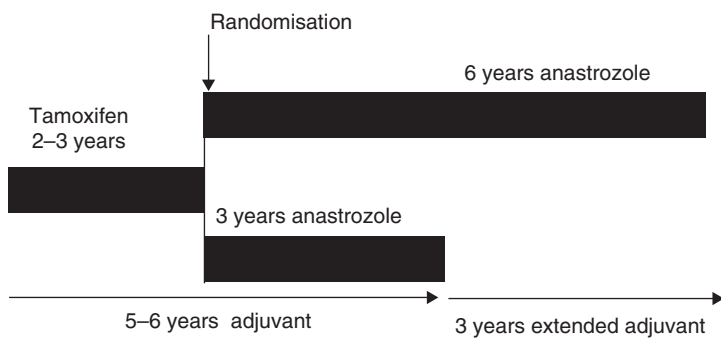 Randomisation
6 years anastrozole
Tamoxifen
2–3 years
3 years anastrozole
5–6 years adjuvant
3 years extended adjuvant